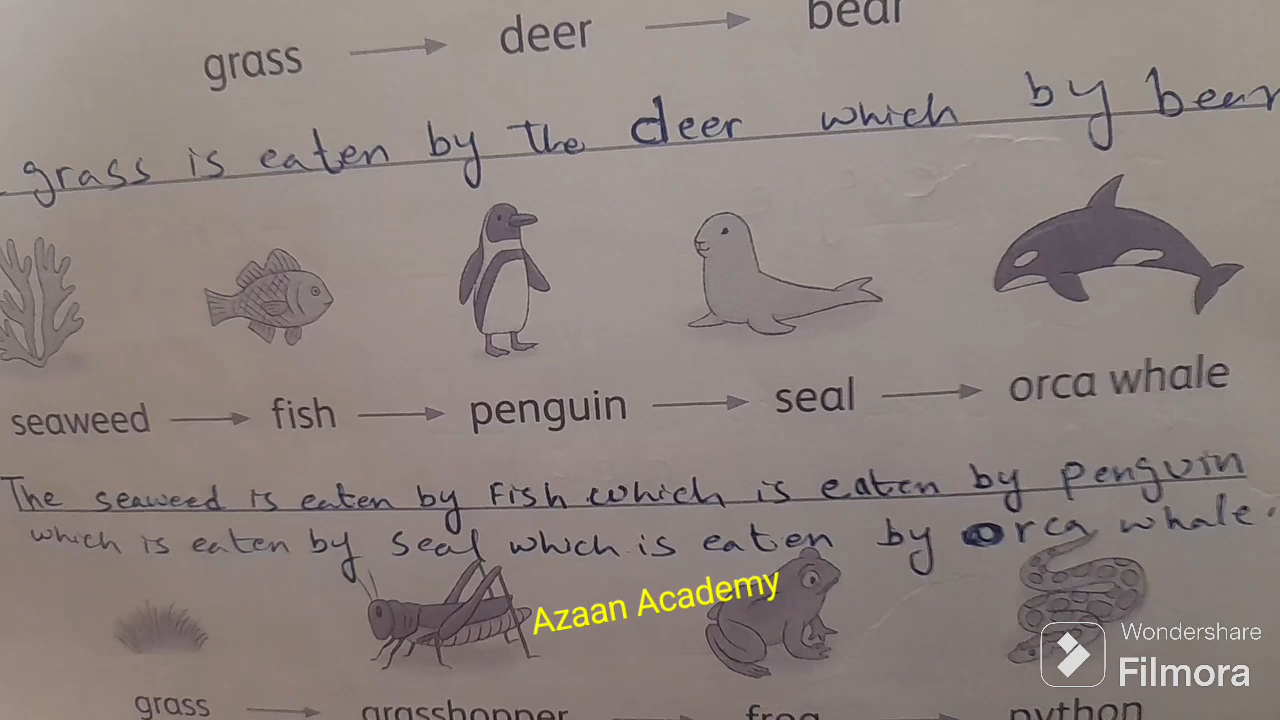 grass → deer → bear
grass is eaten by the deer which by bear
seaweed → fish → penguin → seal → orca whale
The seaweed is eaten by Fish which is eaten by penguin
which is eaten by seal which is eaten by orca whale.
Azaan Academy
Wondershare
Filmora
grass → grasshopper → frog → python